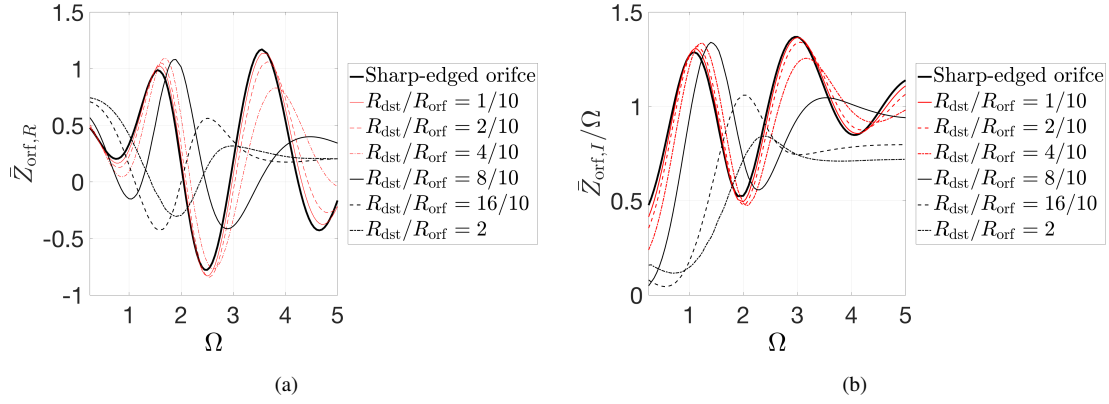 1.5
1
0.5
0
-0.5
-1
1
2
3
4
5
Z̄orf,R
Ω
Sharp-edged orifce
Rdst/Rorf = 1/10
Rdst/Rorf = 2/10
Rdst/Rorf = 4/10
Rdst/Rorf = 8/10
Rdst/Rorf = 16/10
Rdst/Rorf = 2
(a)
1.5
1
0.5
0
1
2
3
4
5
Z̄orf,I/Ω
Ω
Sharp-edged orifce
Rdst/Rorf = 1/10
Rdst/Rorf = 2/10
Rdst/Rorf = 4/10
Rdst/Rorf = 8/10
Rdst/Rorf = 16/10
Rdst/Rorf = 2
(b)